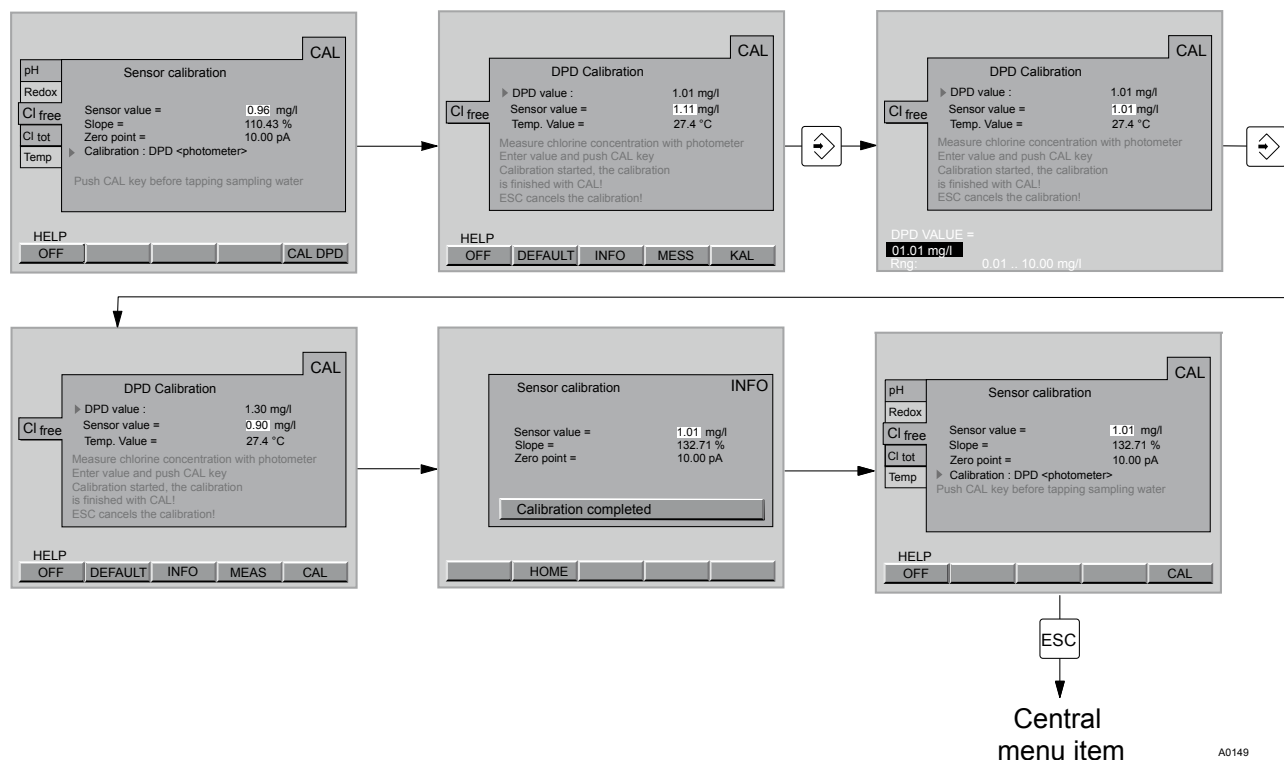 CAL
pH
Redox
Cl free
Cl tot
Temp
Sensor calibration
Sensor value = 0.96 mg/l
Slope = 110.43 %
Zero point = 10.00 pA
Calibration : DPD <photometer>
Push CAL key before tapping sampling water
HELP
OFF CAL DPD
CAL
DPD Calibration
Cl free
DPD value : 1.01 mg/l
Sensor value = 1.11 mg/l
Temp. Value = 27.4 °C
Measure chlorine concentration with photometer
Enter value and push CAL key
Calibration started, the calibration
is finished with CAL!
ESC cancels the calibration!
HELP
OFF DEFAULT INFO MESS KAL
CAL
DPD Calibration
Cl free
DPD value : 1.01 mg/l
Sensor value = 1.01 mg/l
Temp. Value = 27.4 °C
Measure chlorine concentration with photometer
Enter value and push CAL key
Calibration started, the calibration
is finished with CAL!
ESC cancels the calibration!
DPD VALUE =
01.01 mg/l
Rng: 0.01 .. 10.00 mg/l
CAL
DPD Calibration
Cl free
DPD value : 1.30 mg/l
Sensor value = 0.90 mg/l
Temp. Value = 27.4 °C
Measure chlorine concentration with photometer
Enter value and push CAL key
Calibration started, the calibration
is finished with CAL!
ESC cancels the calibration!
HELP
OFF DEFAULT INFO MEAS CAL
Sensor calibration INFO
Sensor value = 1.01 mg/l
Slope = 132.71 %
Zero point = 10.00 pA
Calibration completed
HOME
CAL
pH
Redox
Cl free
Cl tot
Temp
Sensor calibration
Sensor value = 1.01 mg/l
Slope = 132.71 %
Zero point = 10.00 pA
Calibration : DPD <photometer>
Push CAL key before tapping sampling water
HELP
OFF CAL
ESC
Central
menu item
A0149